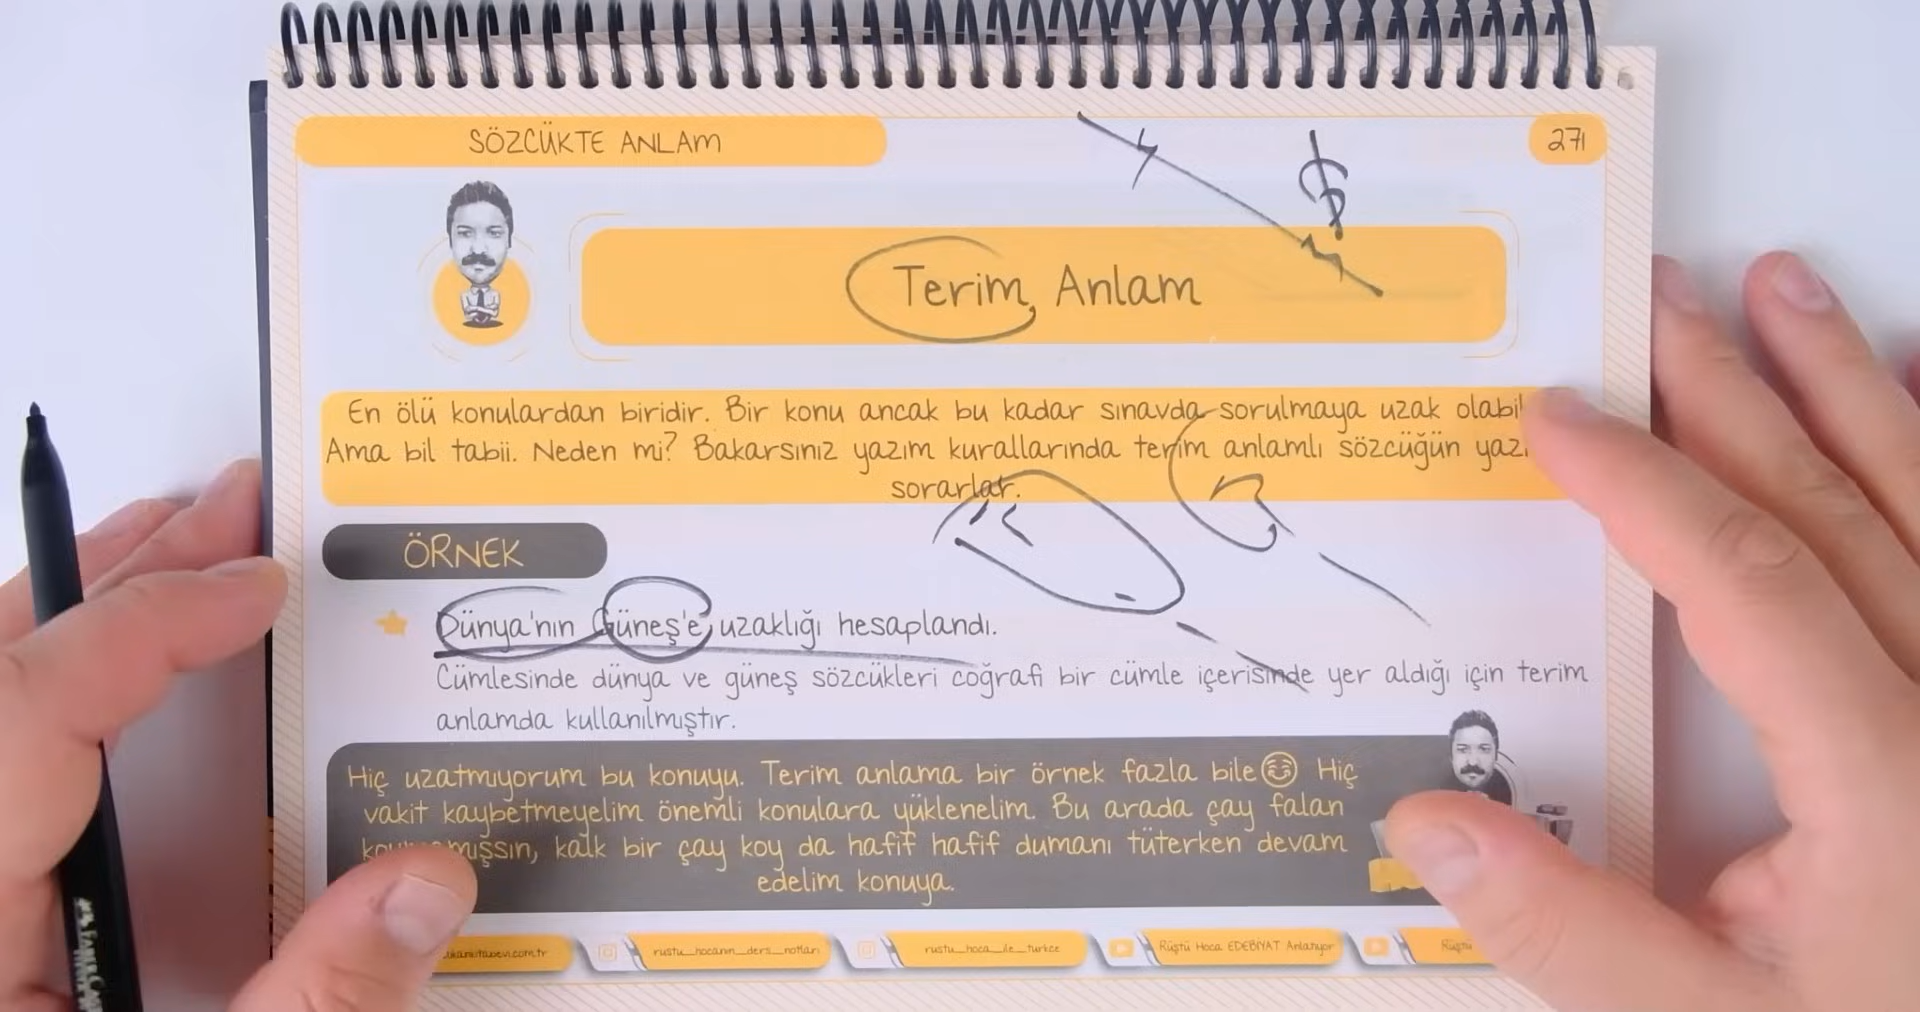 SÖZCÜKTE ANLAM
271
Terim Anlam
En ölü konulardan biridir. Bir konu ancak bu kadar sınavda sorulmaya uzak
Ama bil tabii. Neden mi? Bakarsınız yazım kurallarında terim anlamlı sözcüğün
sorarlar.
ÖRNEK
Dünya'nın Güneş'e uzaklığı hesaplandı.
Cümlesinde dünya ve güneş sözcükleri coğrafi bir cümle içerisinde yer aldığı için terim
anlamda kullanılmıştır.
Hiç uzatmıyorum bu konuyu. Terim anlama bir örnek fazla bile Hiç
vakit kaybetmeyelim önemli konulara yüklenelim. Bu arada çay falan
kalk bir çay koy da hafif hafif dumanı tüterken devam
edelim konuya.
rustu_hocanın_ders_notları
rustu_hoca_ile_turkce
Rüştü Hoca EDEBİYAT Anlatıyor
Rüştü